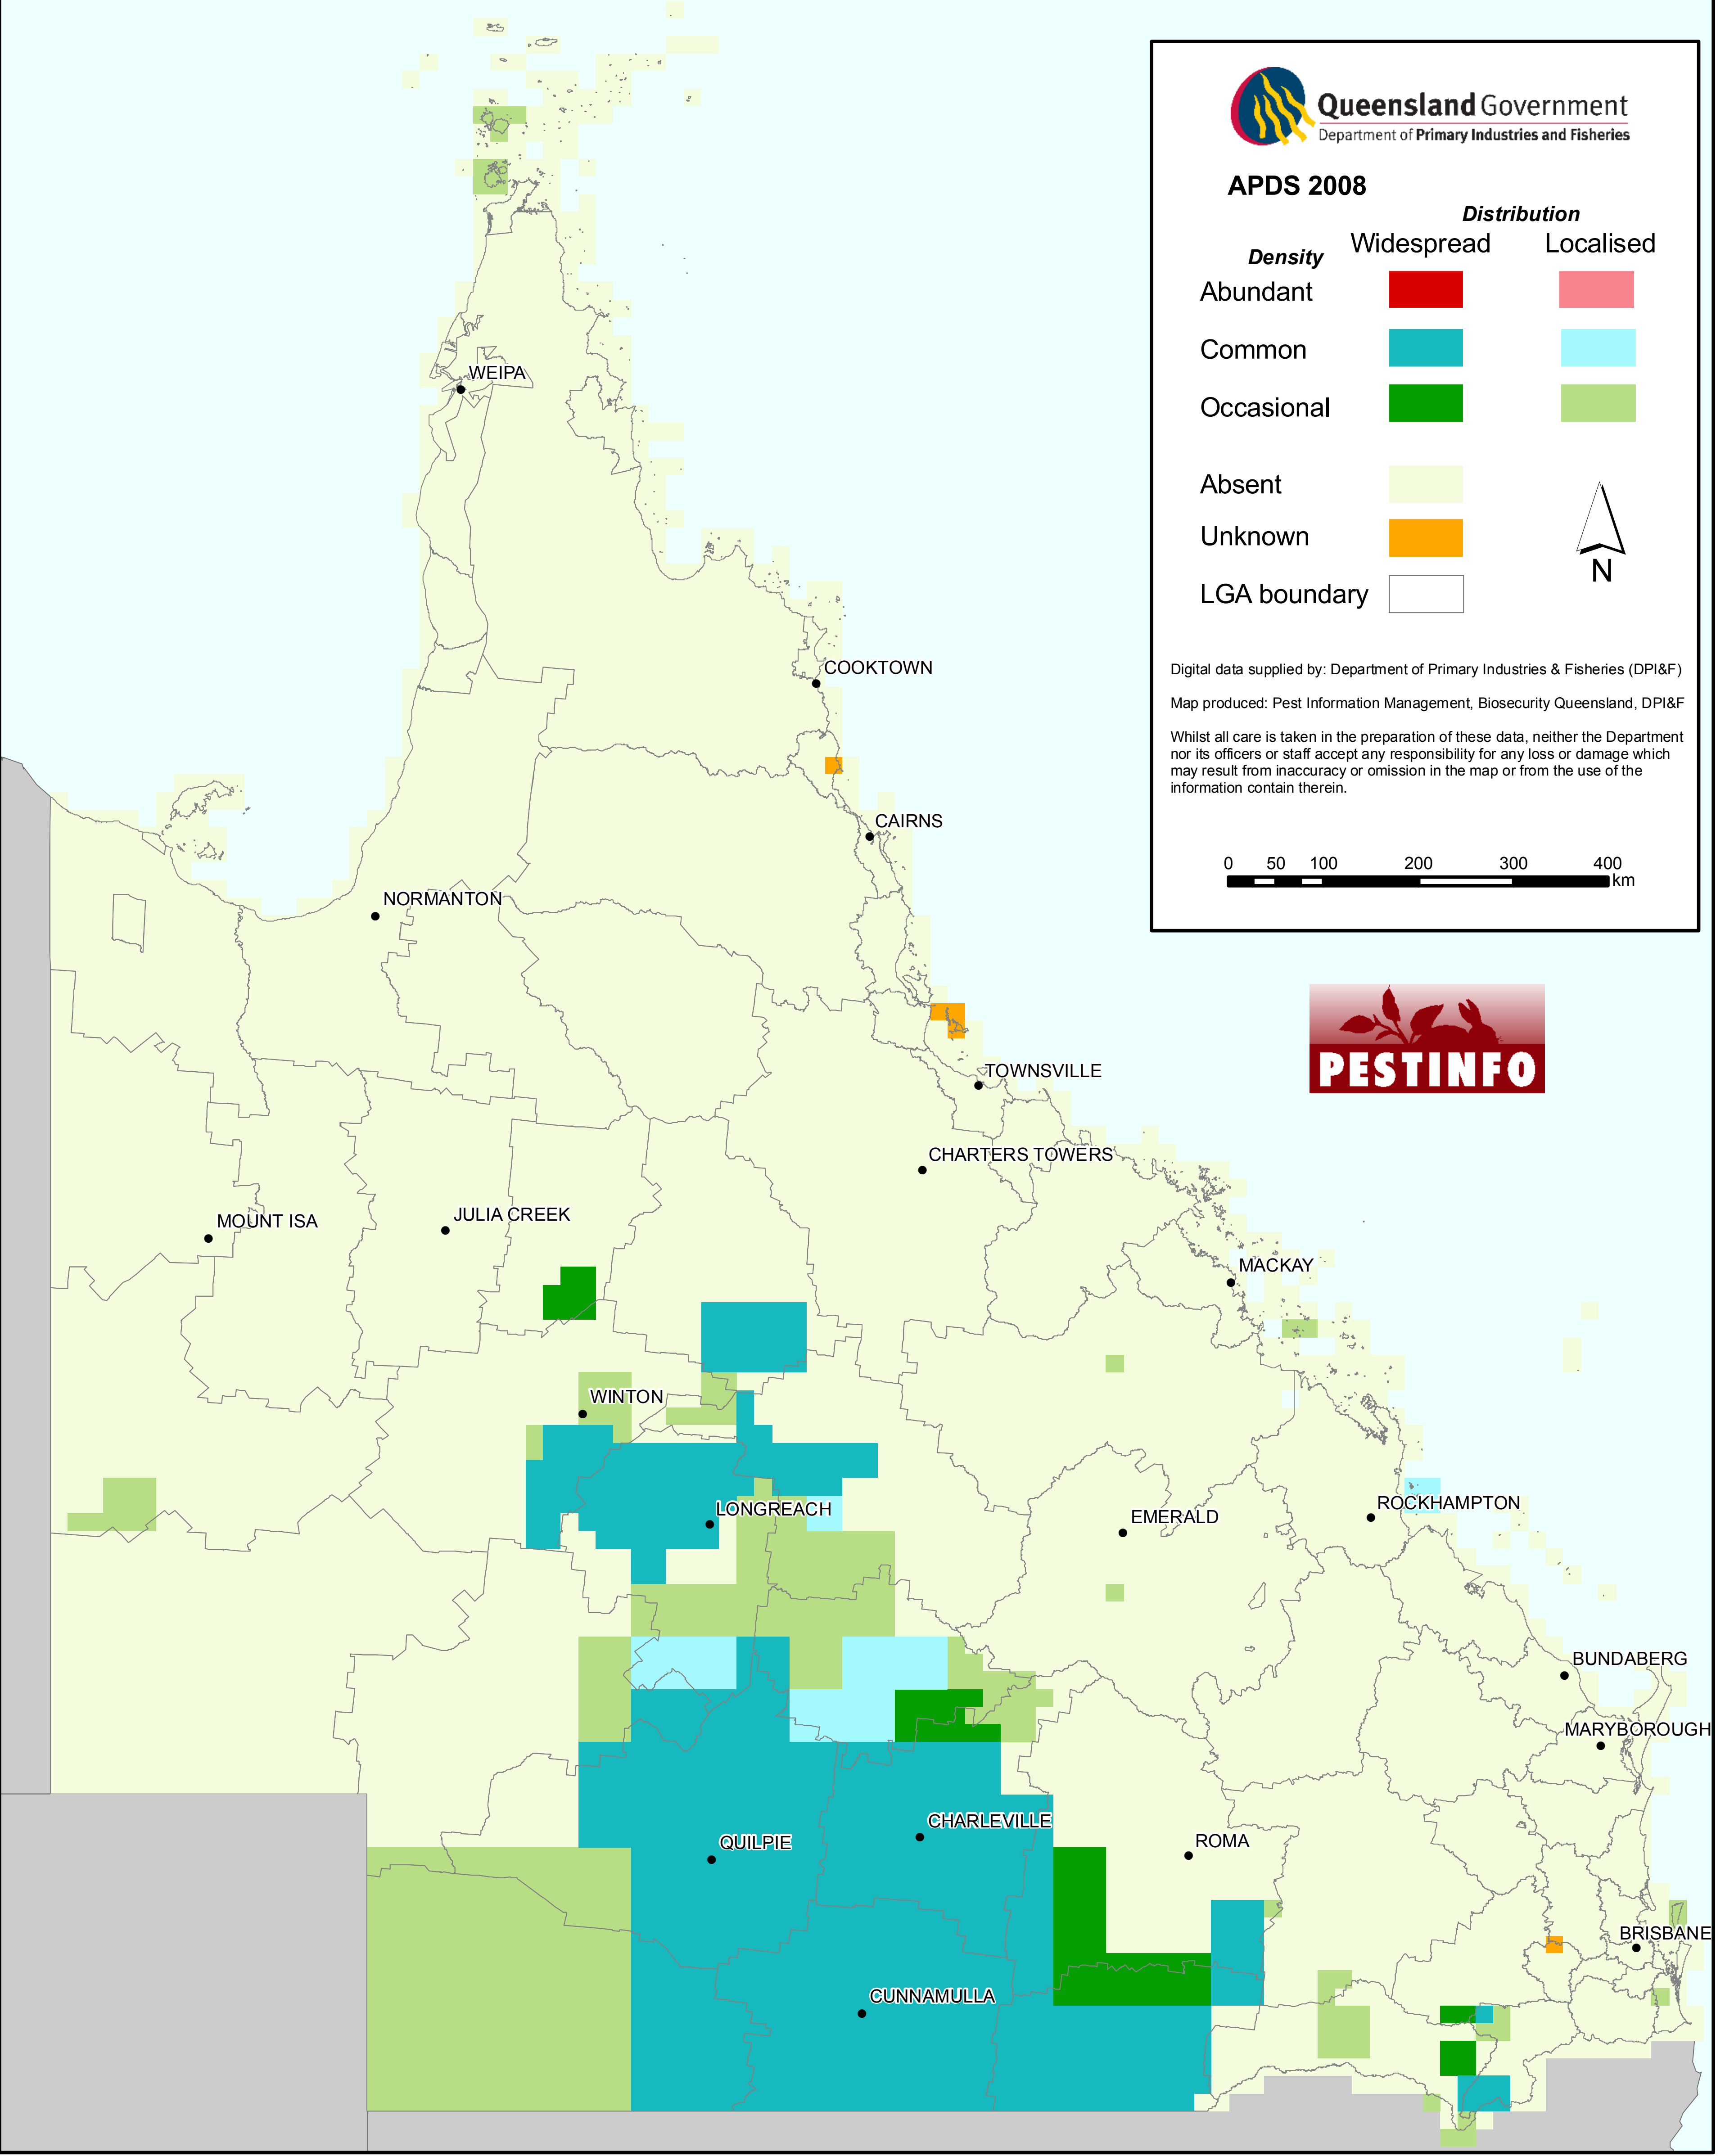 Queensland Government
Department of Primary Industries and Fisheries
APDS 2008
Distribution
Density Widespread Localised
Abundant
Common
Occasional
Absent
Unknown
N
LGA boundary
Digital data supplied by: Department of Primary Industries & Fisheries (DPI&F)
Map produced: Pest Information Management, Biosecurity Queensland, DPI&F
Whilst all care is taken in the preparation of these data, neither the Department
nor its officers or staff accept any responsibility for any loss or damage which
may result from inaccuracy or omission in the map or from the use of the
information contain therein.
0 50 100 200 300 400
km
PESTINFO
WEIPA
COOKTOWN
CAIRNS
NORMANTON
TOWNSVILLE
CHARTERS TOWERS
JULIA CREEK
MOUNT ISA
MACKAY
WINTON
LONGREACH
EMERALD
ROCKHAMPTON
BUNDABERG
MARYBOROUGH
CHARLEVILLE
QUILPIE
ROMA
BRISBANE
CUNNAMULLA